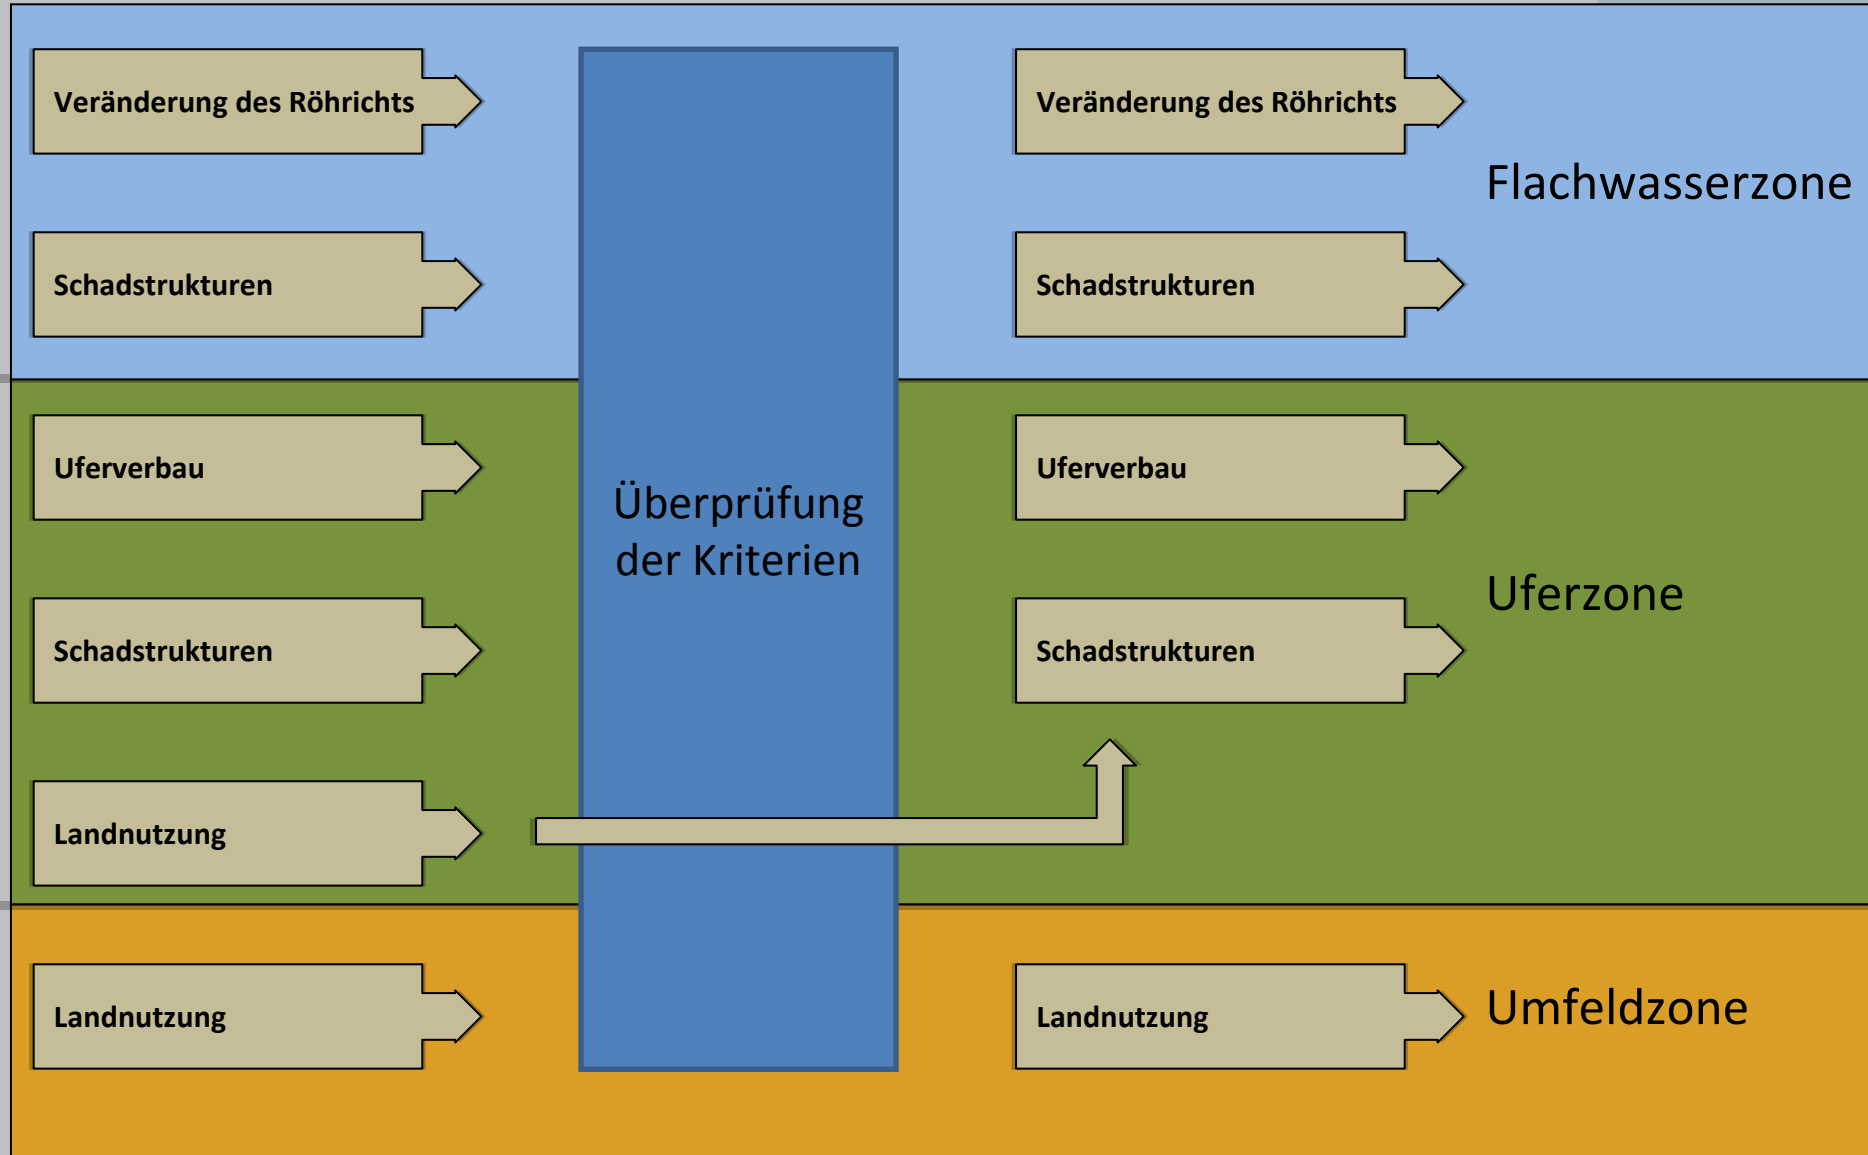 Veränderung des Röhrichts
Veränderung des Röhrichts
Flachwasserzone
Schadstrukturen
Schadstrukturen
Uferverbau
Uferverbau
Überprüfung
der Kriterien
Uferzone
Schadstrukturen
Schadstrukturen
Landnutzung
Landnutzung
Landnutzung
Umfeldzone